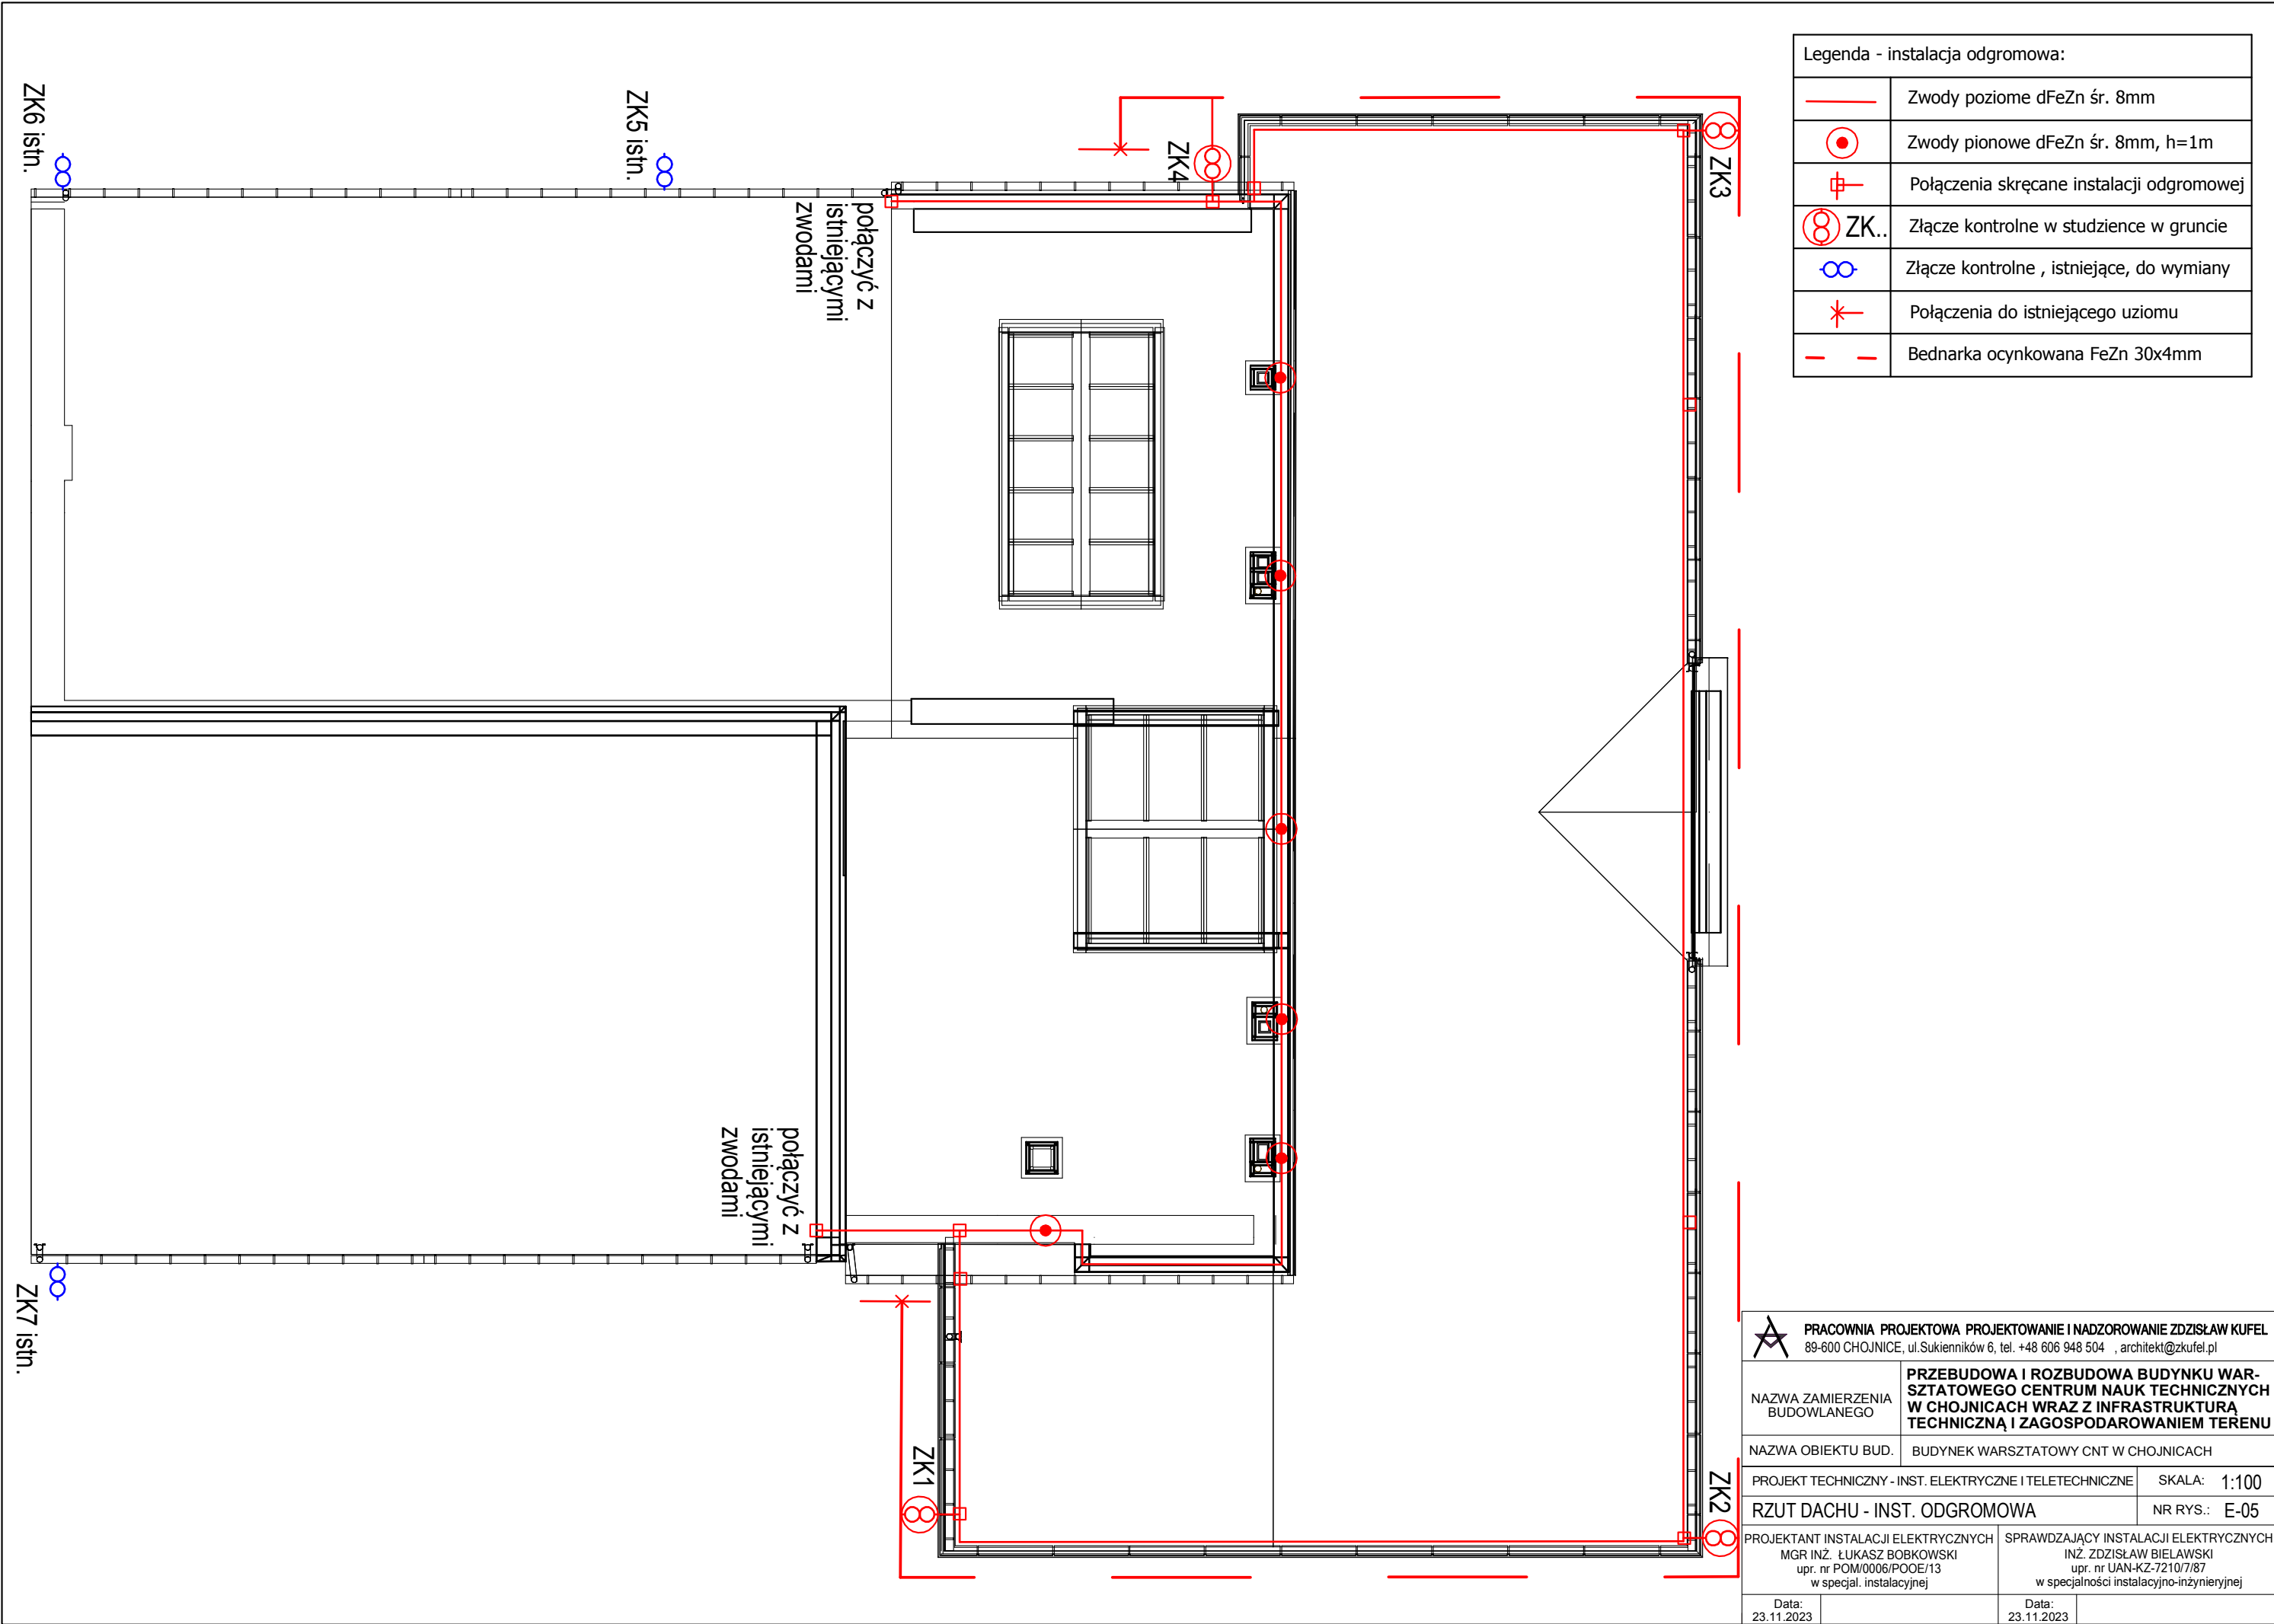 Legenda - instalacja odgromowa:
Zwody poziome dFeZn śr. 8mm
Zwody pionowe dFeZn śr. 8mm, h=1m
Połączenia skręcane instalacji odgromowej
ZK..
Złącze kontrolne w studzience w gruncie
Złącze kontrolne , istniejące, do wymiany
Połączenia do istniejącego uziomu
Bednarka ocynkowana FeZn 30x4mm
ZK6 istn.
ZK5 istn.
ZK4
ZK3
połączyć z
istniejącymi
zwodami
połączyć z
istniejącymi
zwodami
ZK7 istn.
ZK1
ZK2
PRACOWNIA PROJEKTOWA PROJEKTOWANIE I NADZOROWANIE ZDZISŁAW KUFEL
89-600 CHOJNICE, ul.Sukienników 6, tel. +48 606 948 504 , architekt@zkufel.pl
NAZWA ZAMIERZENIA
BUDOWLANEGO
PRZEBUDOWA I ROZBUDOWA BUDYNKU WAR-
SZTATOWEGO CENTRUM NAUK TECHNICZNYCH
W CHOJNICACH WRAZ Z INFRASTRUKTURĄ
TECHNICZNĄ I ZAGOSPODAROWANIEM TERENU
NAZWA OBIEKTU BUD.
BUDYNEK WARSZTATOWY CNT W CHOJNICACH
PROJEKT TECHNICZNY - INST. ELEKTRYCZNE I TELETECHNICZNE
SKALA: 1:100
RZUT DACHU - INST. ODGROMOWA
NR RYS.: E-05
PROJEKTANT INSTALACJI ELEKTRYCZNYCH
MGR INŻ. ŁUKASZ BOBKOWSKI
upr. nr POM/0006/POOE/13
w specjal. instalacyjnej
SPRAWDZAJĄCY INSTALACJI ELEKTRYCZNYCH
INŻ. ZDZISŁAW BIELAWSKI
upr. nr UAN-KZ-7210/7/87
w specjalności instalacyjno-inżynieryjnej
Data:
23.11.2023
Data:
23.11.2023